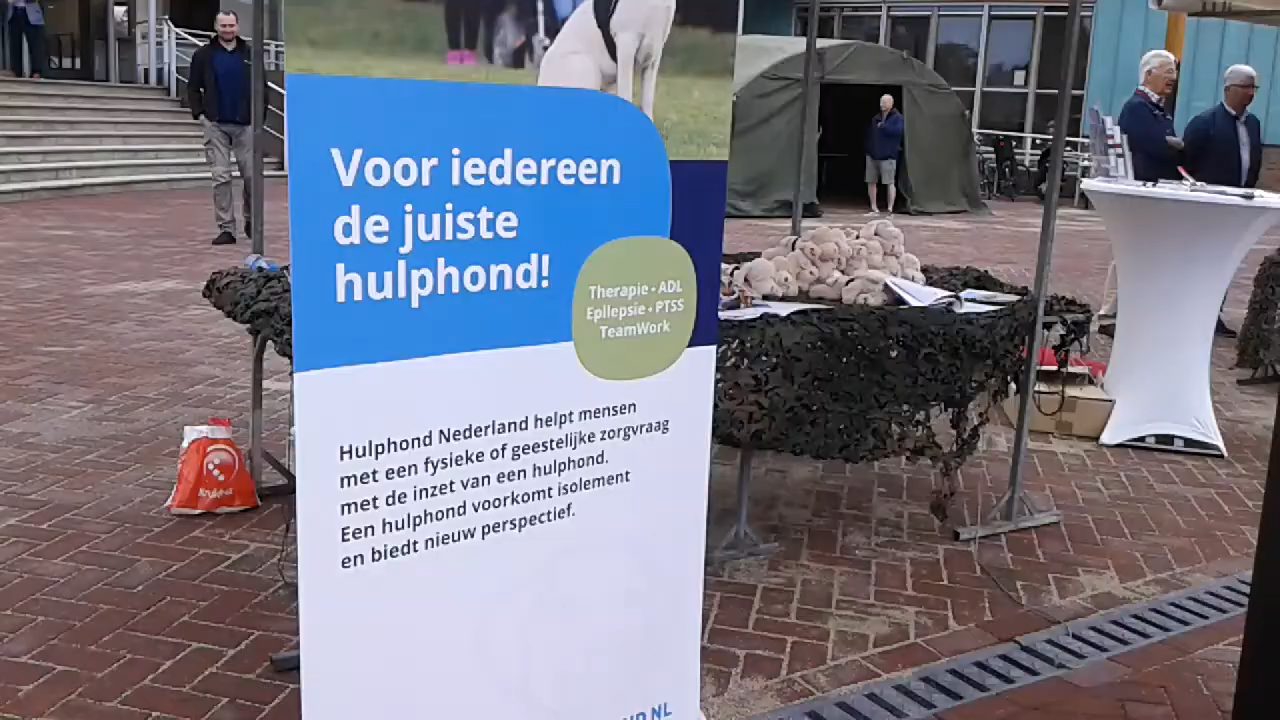 Voor iedereen
de juiste
hulphond!
Therapie • ADL
Epilepsie • PTSS
TeamWork
Hulphond Nederland helpt mensen
met een fysieke of geestelijke zorgvraag
met de inzet van een hulphond.
Een hulphond voorkomt isolement
en biedt nieuw perspectief.